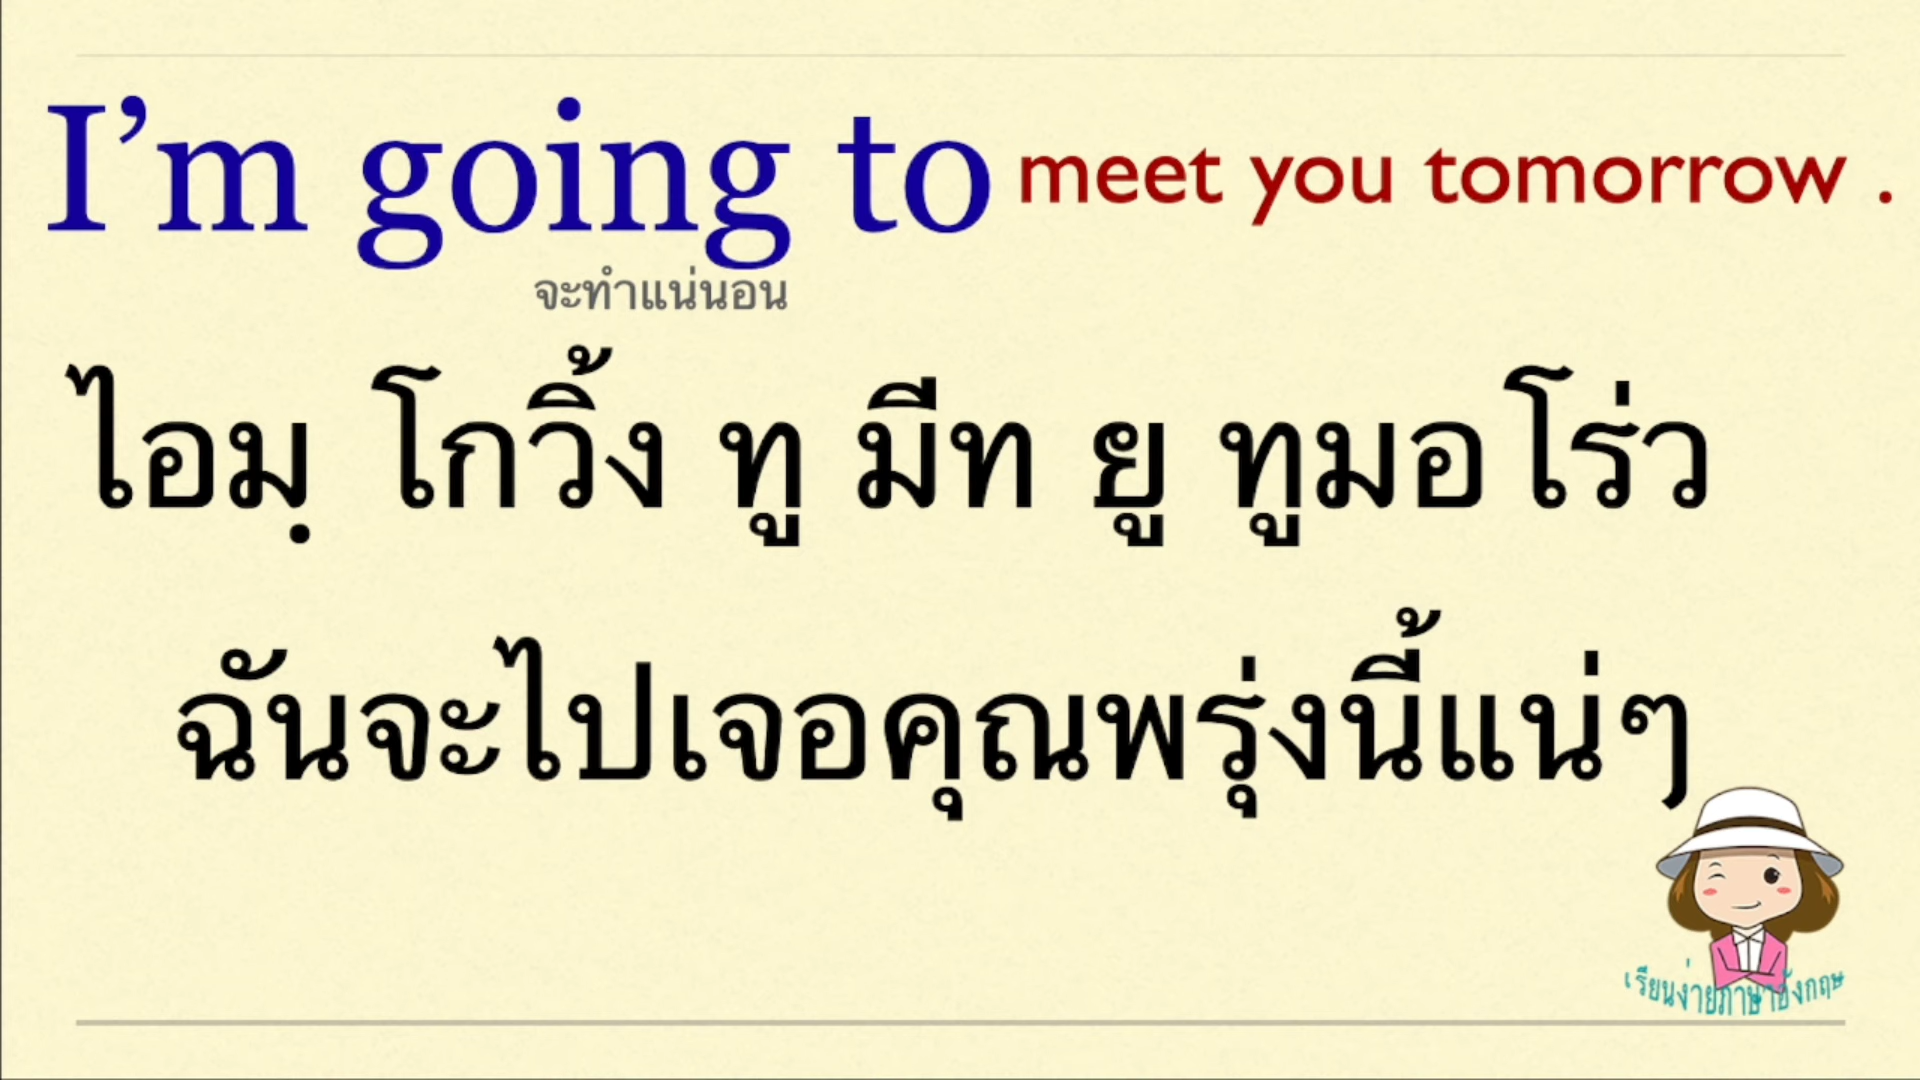 I’m going to meet you tomorrow .
จะทำแน่นอน
ไอมฺ โกวิ้ง ทู มีท ยู ทูมอโร่ว
ฉันจะไปเจอคุณพรุ่งนี้แน่ๆ
เรียนง่ายภาษาอังกฤษ